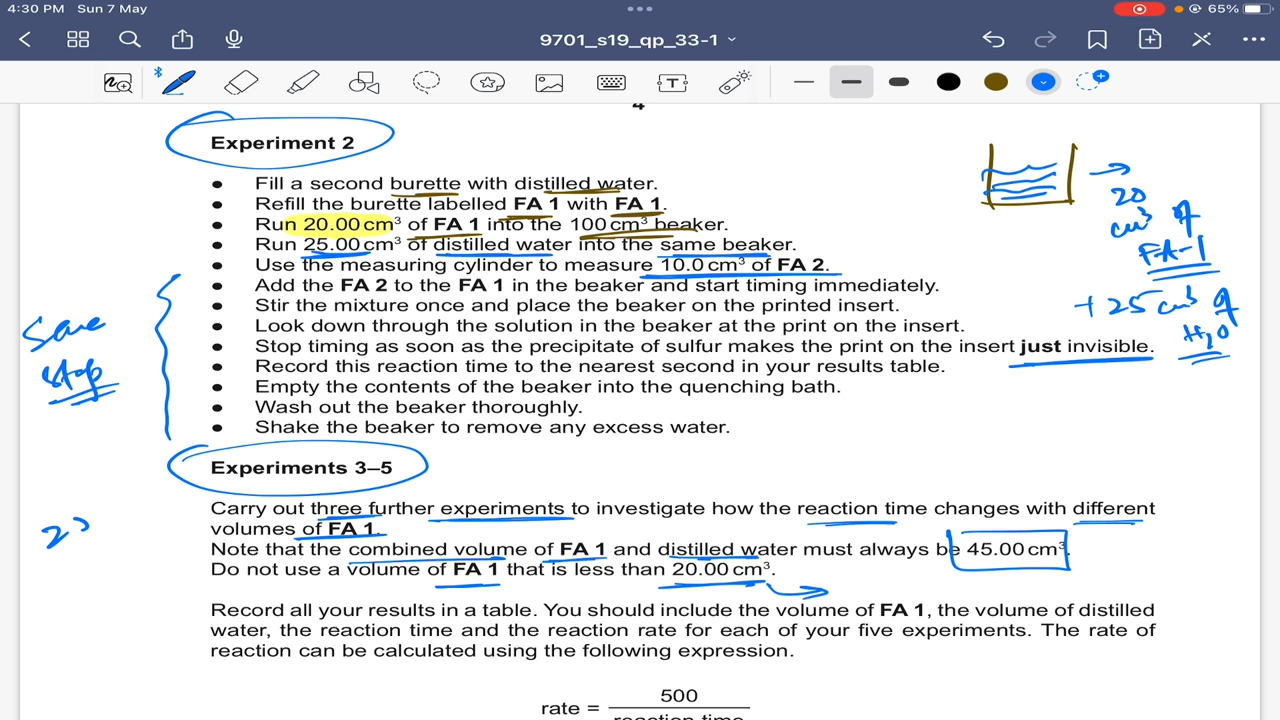 4:30 PM Sun 7 May
65%
9701_s19_qp_33-1
Experiment 2
• Fill a second burette with distilled water.
• Refill the burette labelled FA 1 with FA 1.
• Run 20.00 cm³ of FA 1 into the 100 cm³ beaker.
• Run 25.00 cm³ of distilled water into the same beaker.
• Use the measuring cylinder to measure 10.0 cm³ of FA 2.
• Add the FA 2 to the FA 1 in the beaker and start timing immediately.
• Stir the mixture once and place the beaker on the printed insert.
• Look down through the solution in the beaker at the print on the insert.
• Stop timing as soon as the precipitate of sulfur makes the print on the insert just invisible.
• Record this reaction time to the nearest second in your results table.
• Empty the contents of the beaker into the quenching bath.
• Wash out the beaker thoroughly.
• Shake the beaker to remove any excess water.
20
cm³ of
FA-1
+ 25 cm³ of
H₂O
Same
stop
Experiments 3–5
Carry out three further experiments to investigate how the reaction time changes with different
volumes of FA 1.
Note that the combined volume of FA 1 and distilled water must always be 45.00 cm³.
Do not use a volume of FA 1 that is less than 20.00 cm³.
Record all your results in a table. You should include the volume of FA 1, the volume of distilled
water, the reaction time and the reaction rate for each of your five experiments. The rate of
reaction can be calculated using the following expression.
rate = 500
reaction time